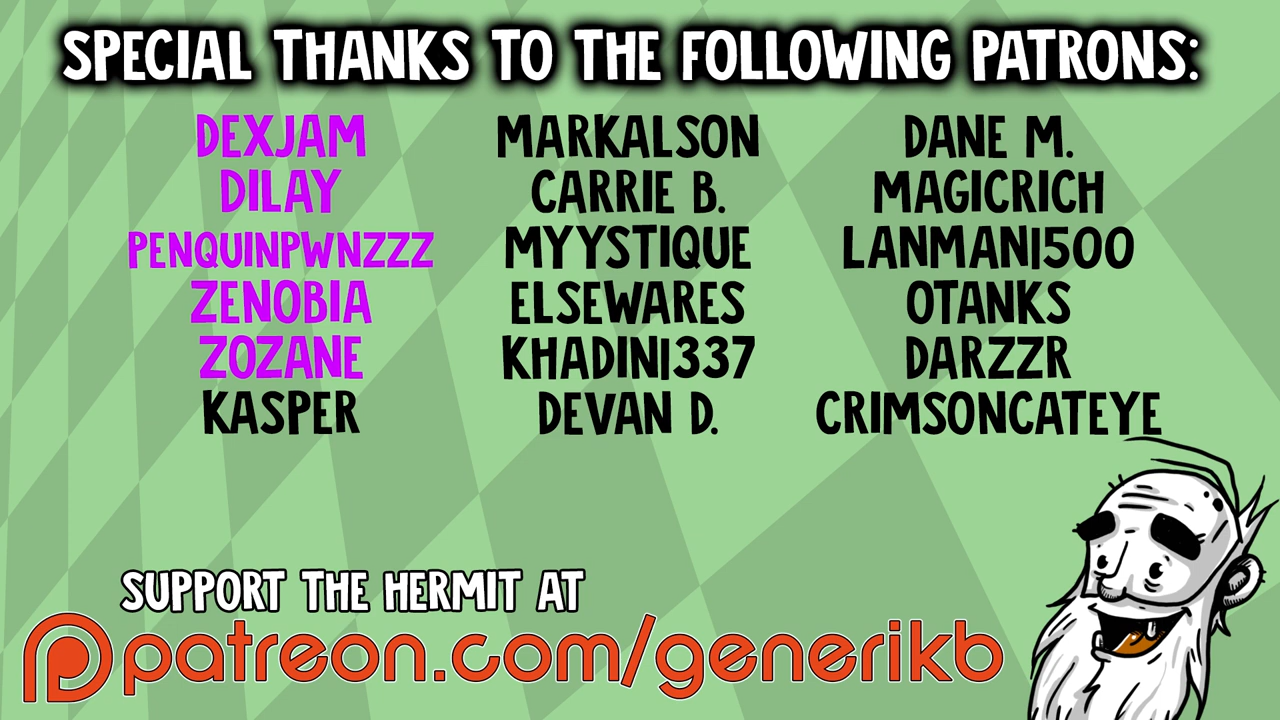 SPECIAL THANKS TO THE FOLLOWING PATRONS:
DEXJAM
DILAY
PENQUINPWNZZZ
ZENOBIA
ZOZANE
KASPER
MARKALSON
CARRIE B.
MYYSTIQUE
ELSEWARES
KHADIN1337
DEVAN D.
DANE M.
MAGICRICH
LANMAN1500
OTANKS
DARZZR
CRIMSONCATEYE
SUPPORT THE HERMIT AT
patreon.com/generikb